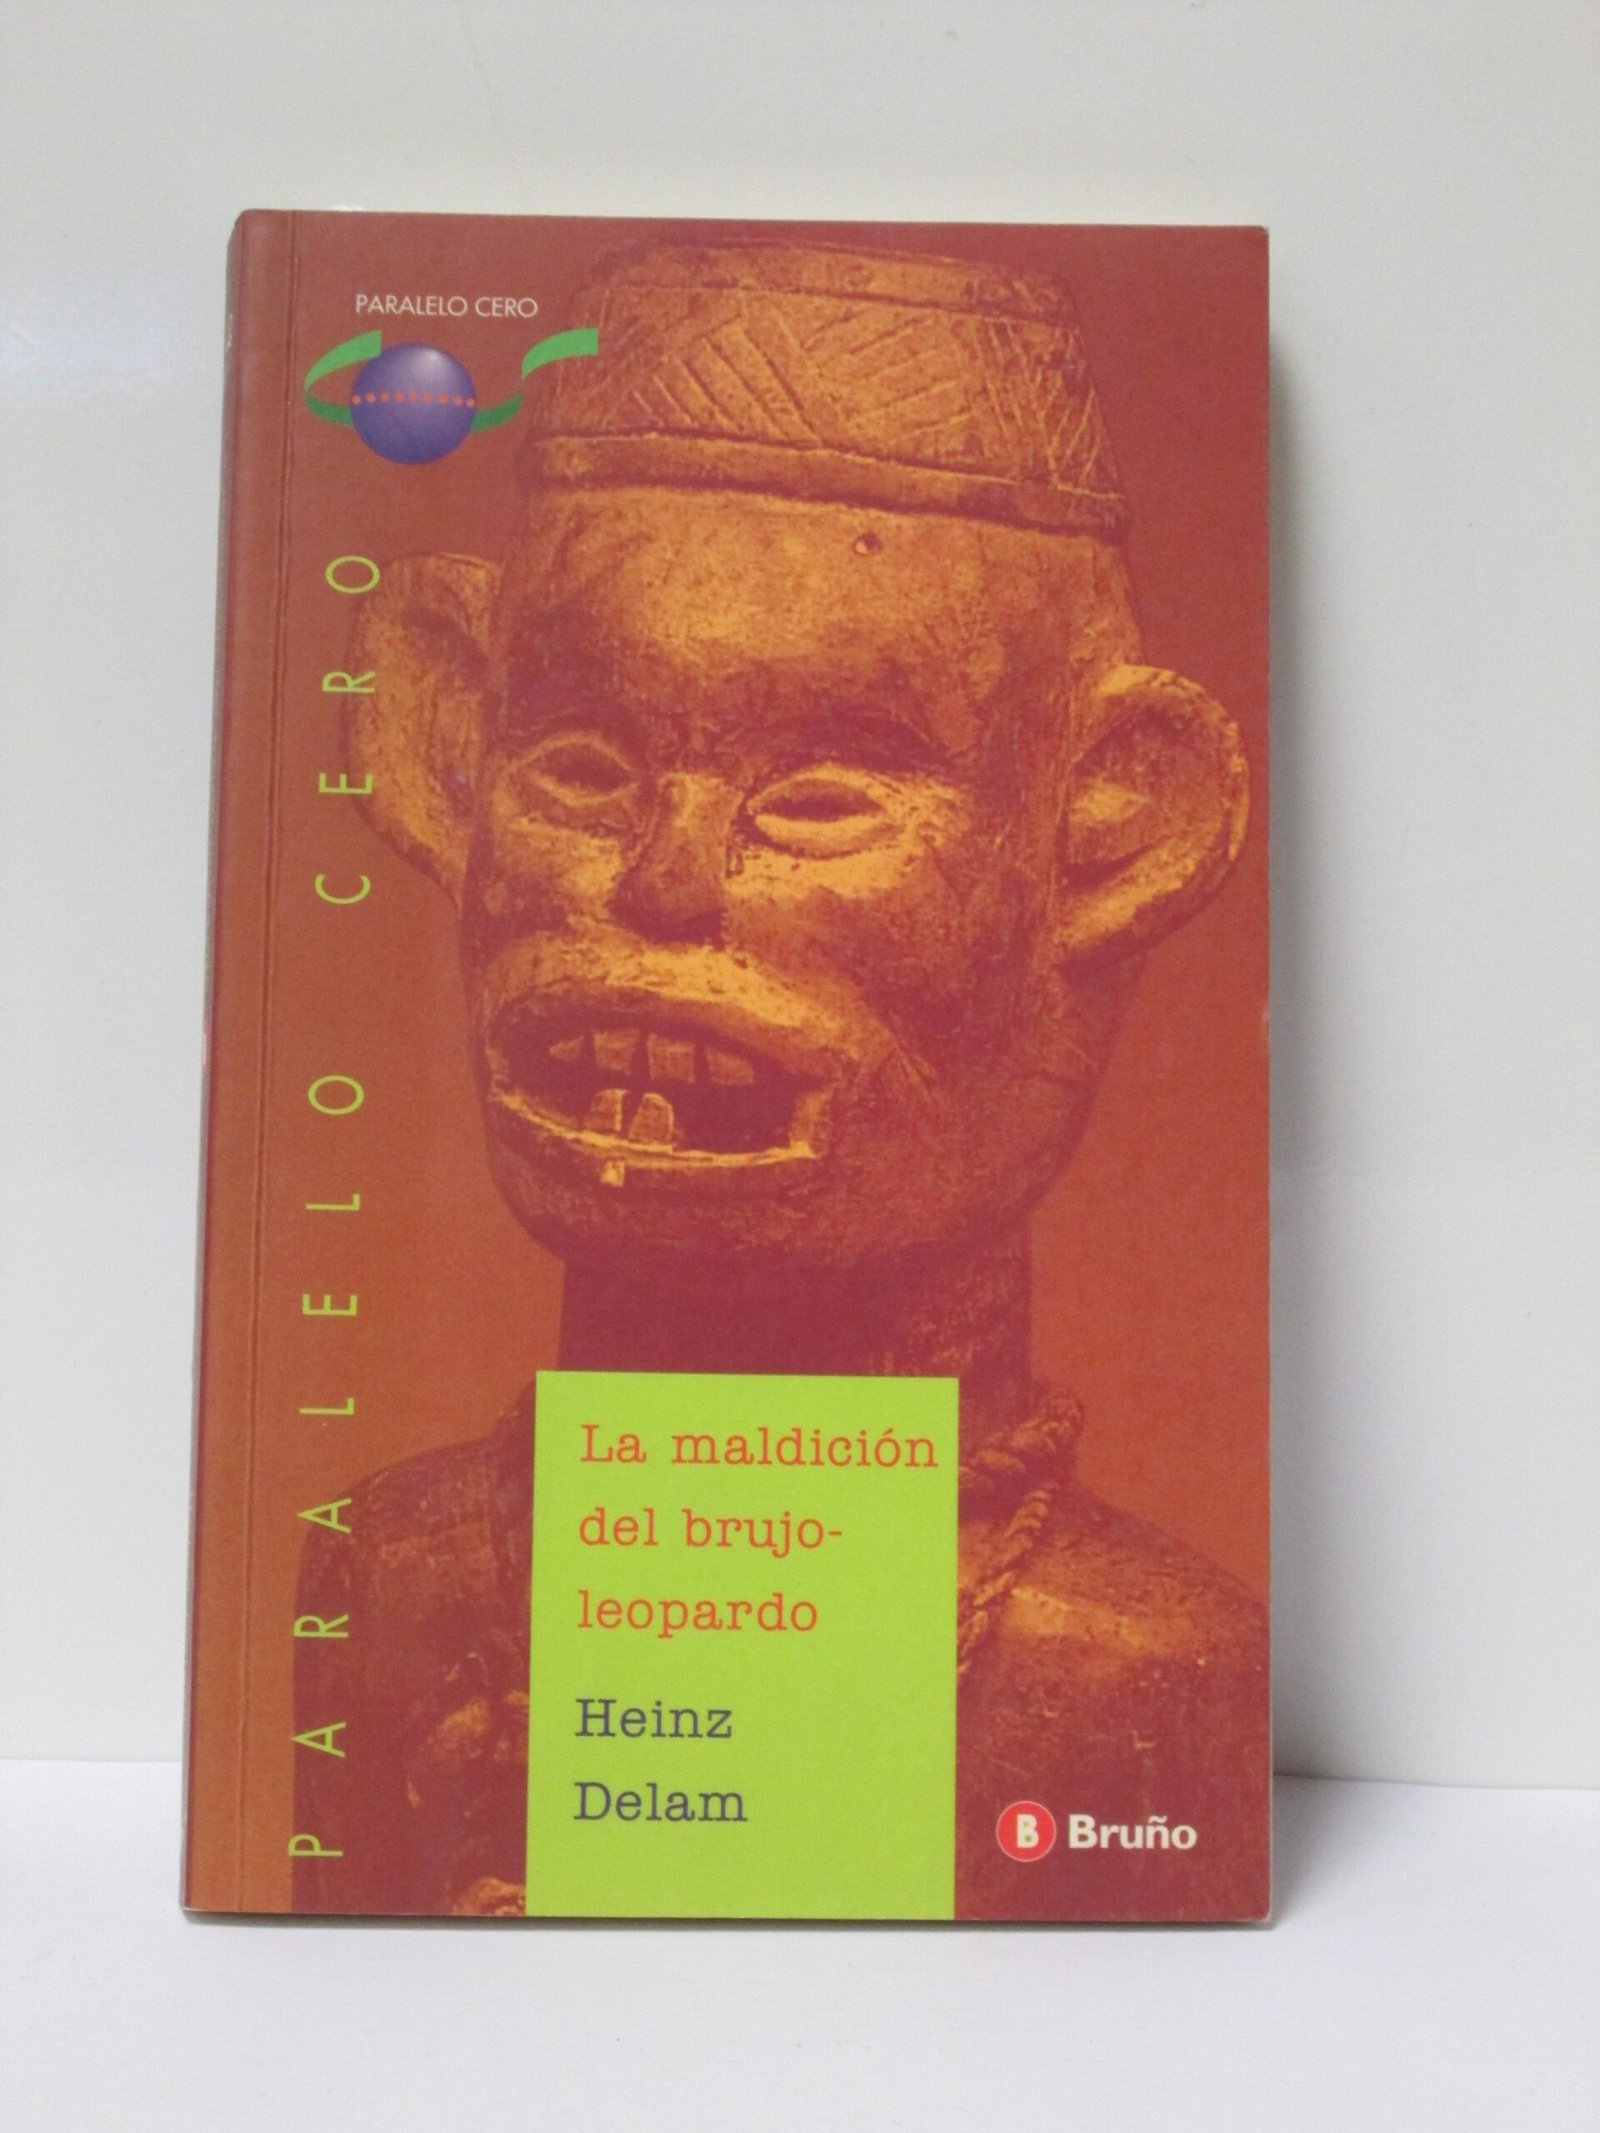 PARALELO CERO
PARALELO CERO
La maldición
del brujo-
leopardo
Heinz
Delam
B Bruño